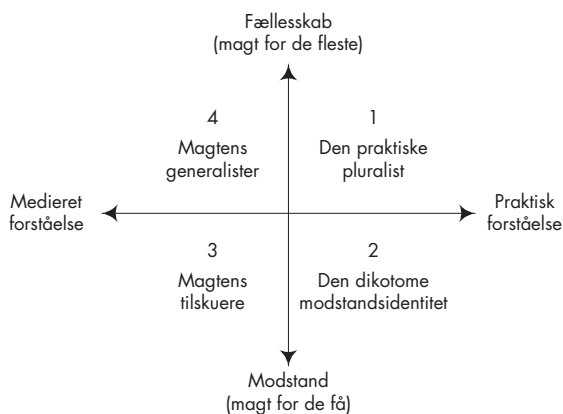 Fællesskab
(magt for de fleste)
4
Magtens
generalister
1
Den praktiske
pluralist
Medieret
forståelse
Praktisk
forståelse
3
Magtens
tilskuere
2
Den dikotome
modstandsidentitet
Modstand
(magt for de få)